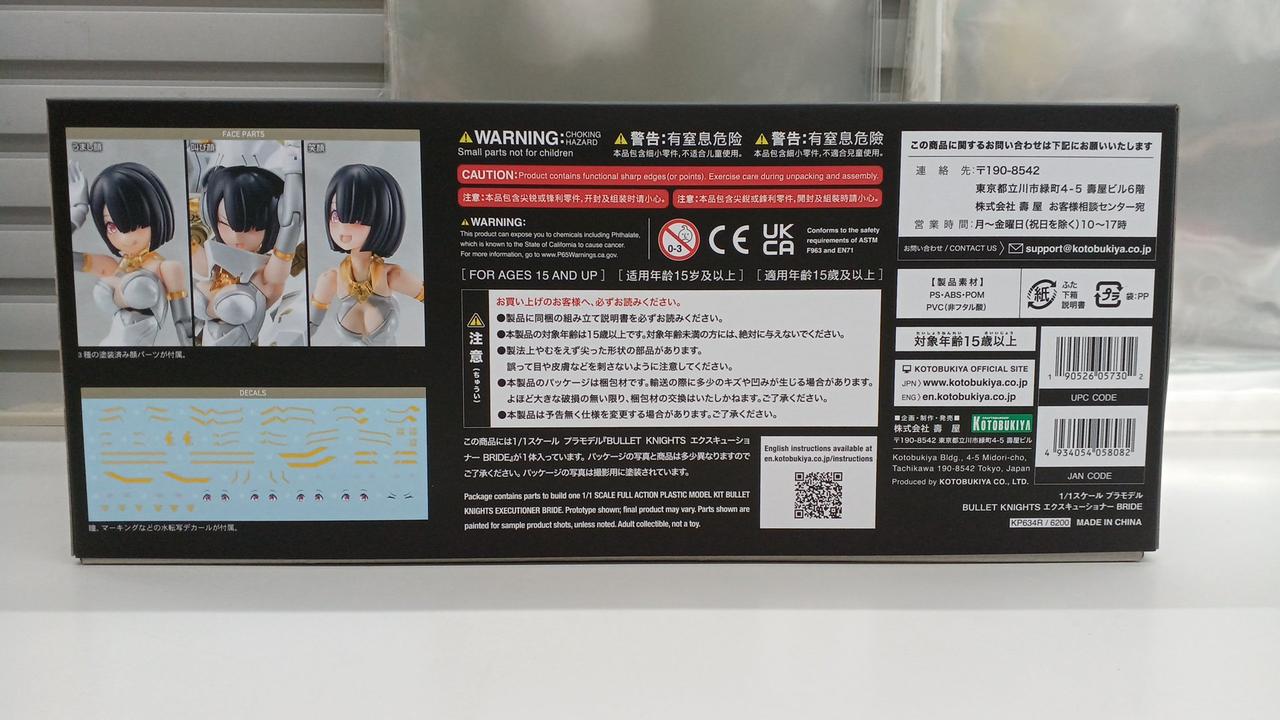 FACE PARTS
うまし顔
叫び顔
笑顔
3種の塗装済み顔パーツが付属。
DECALS
瞳、マーキングなどの水転写デカールが付属。
WARNING: CHOKING HAZARD
Small parts not for children
警告:有窒息危险
本品包含细小零件,不适合儿童使用。
警告:有窒息危險
本品包含細小零件,不適合兒童使用。
CAUTION: Product contains functional sharp edges(or points). Exercise care during unpacking and assembly.
注意:本品包含尖锐或锋利零件,开封及组装时请小心。
注意:本品包含尖銳或鋒利零件,開封及組裝時請小心。
WARNING:
This product can expose you to chemicals including Phthalate,
which is known to the State of California to cause cancer.
For more information, go to www.P65Warnings.ca.gov.
0-3
CE
UK
CA
Conforms to the safety
requirements of ASTM
F963 and EN71
[ FOR AGES 15 AND UP ] [ 适用年龄15岁及以上 ] [ 適用年齡15歲及以上 ]
注意(ちゅうい)
お買い上げのお客様へ、必ずお読みください。
●製品に同梱の組み立て説明書を必ずお読みください。
●本製品の対象年齢は15歳以上です。対象年齢未満の方には、絶対に与えないでください。
●製法上やむをえず尖った形状の部品があります。
誤って目や皮膚などを刺さないように注意してください。
●本製品のパッケージは梱包材です。輸送の際に多少のキズや凹みが生じる場合があります。
よほど大きな破損の無い限り、梱包材の交換はいたしかねます。ご了承ください。
●本製品は予告無く仕様を変更する場合があります。ご了承ください。
この商品には1/1スケール プラモデル『BULLET KNIGHTS エクスキューショ
ナー BRIDE』が1体入っています。パッケージの写真と商品は多少異なりますので
ご了承ください。パッケージの写真は撮影用に塗装されています。
Package contains parts to build one 1/1 SCALE FULL ACTION PLASTIC MODEL KIT BULLET
KNIGHTS EXECUTIONER BRIDE. Prototype shown; final product may vary. Parts shown are
painted for sample product shots, unless noted. Adult collectible, not a toy.
English instructions available at
en.kotobukiya.co.jp/instructions
この商品に関するお問い合わせは下記にお願いいたします
連絡先:〒190-8542
東京都立川市緑町4-5 壽屋ビル6階
株式会社 壽屋 お客様相談センター宛
営業時間:月〜金曜日(祝日を除く)10〜17時
お問い合わせ / CONTACT US support@kotobukiya.co.jp
【製品素材】
PS・ABS・POM
PVC(非フタル酸)
紙
ふた
下箱
説明書
プラ
袋:PP
たいしょうねんれい さいいじょう
対象年齢15歳以上
KOTOBUKIYA OFFICIAL SITE
JPN〉www.kotobukiya.co.jp
ENG〉en.kotobukiya.co.jp
■企画・制作・発売■
株式会社 壽 屋
KOTOBUKIYA
〒190-8542 東京都立川市緑町4-5 壽屋ビル
Kotobukiya Bldg., 4-5 Midori-cho,
Tachikawa 190-8542 Tokyo, Japan
Produced by KOTOBUKIYA CO., LTD.
1 90526 05730 2
UPC CODE
4 934054 058082
JAN CODE
1/1スケール プラモデル
BULLET KNIGHTS エクスキューショナー BRIDE
KP634R / 6200 MADE IN CHINA